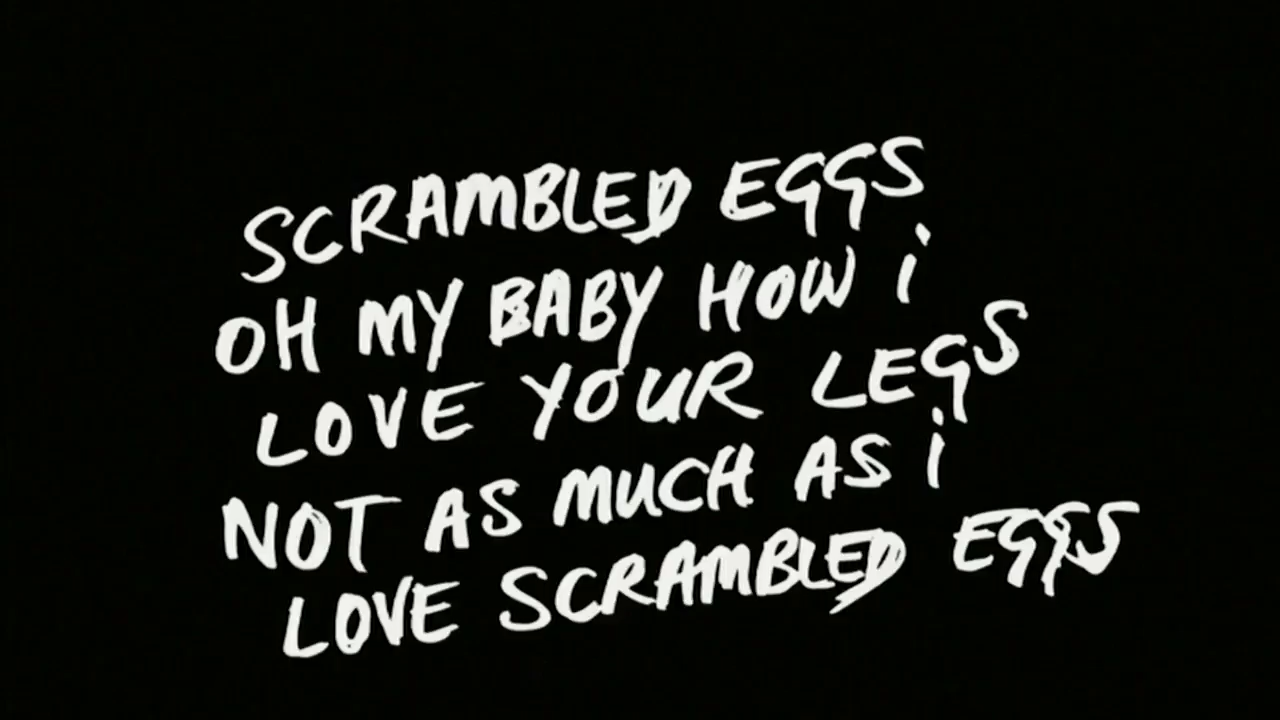 SCRAMBLED EGGS
OH MY BABY HOW i
LOVE YOUR LEGS
NOT AS MUCH AS i
LOVE SCRAMBLED EGGS